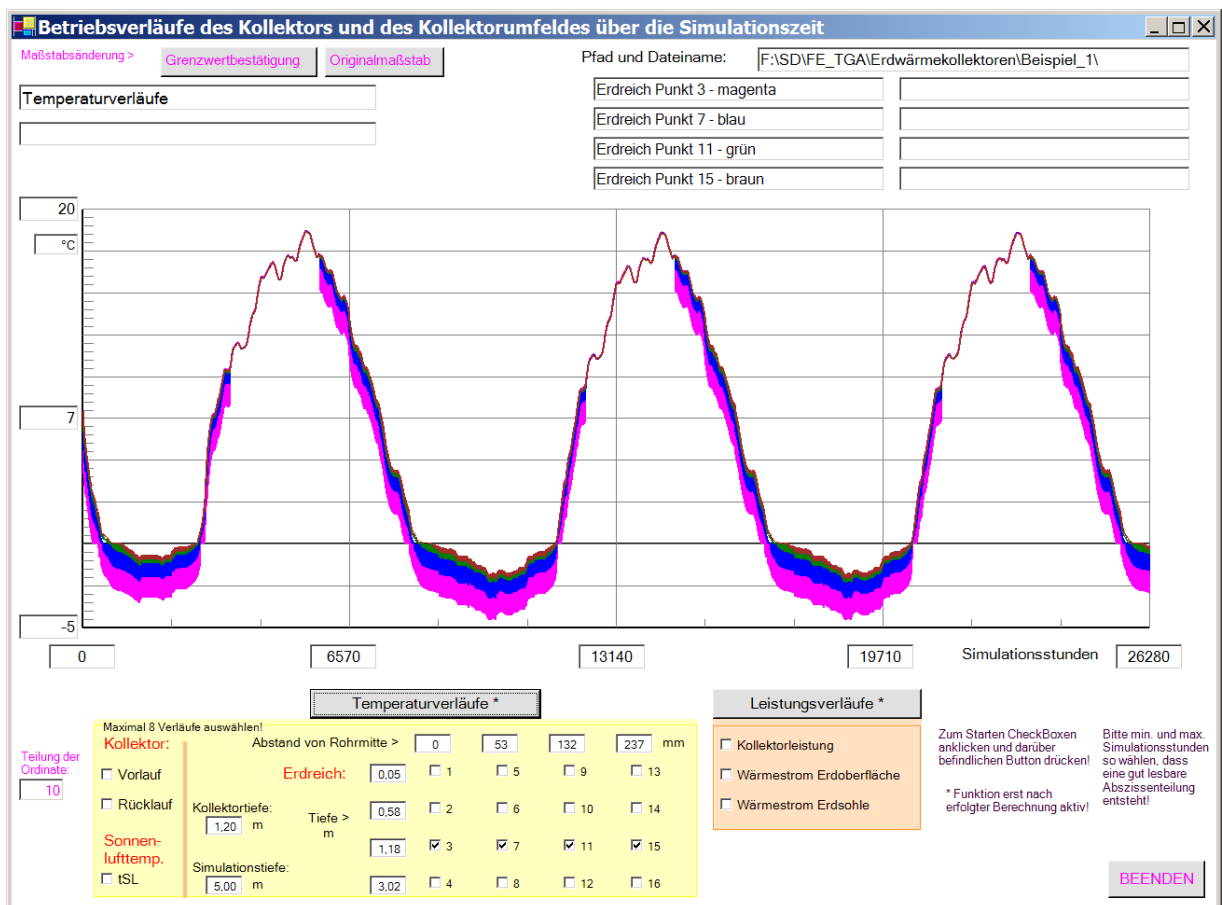 Betriebsverläufe des Kollektors und des Kollektorumfeldes über die Simulationszeit
Maßstabsänderung >
Grenzwertbestätigung
Originalmaßstab
Pfad und Dateiname:
F:\SD\FE_TGA\Erdwärmekollektoren\Beispiel_1\
Temperaturverläufe
Erdreich Punkt 3 - magenta
Erdreich Punkt 7 - blau
Erdreich Punkt 11 - grün
Erdreich Punkt 15 - braun
20
°C
7
-5
0
6570
13140
19710
Simulationsstunden
26280
Temperaturverläufe *
Leistungsverläufe *
Teilung der
Ordinate:
10
Maximal 8 Verläufe auswählen!
Kollektor:
Abstand von Rohrmitte >
0
53
132
237
mm
Vorlauf
Erdreich:
0,05
1
5
9
13
Rücklauf
Kollektortiefe:
1,20 m
Tiefe >
m
0,58
2
6
10
14
Sonnen-
lufttemp.
1,18
3
7
11
15
tSL
Simulationstiefe:
5,00 m
3,02
4
8
12
16
Kollektorleistung
Wärmestrom Erdoberfläche
Wärmestrom Erdsohle
Zum Starten CheckBoxen
anklicken und darüber
befindlichen Button drücken!
* Funktion erst nach
erfolgter Berechnung aktiv!
Bitte min. und max.
Simulationsstunden
so wählen, dass
eine gut lesbare
Abszissenteilung
entsteht!
BEENDEN